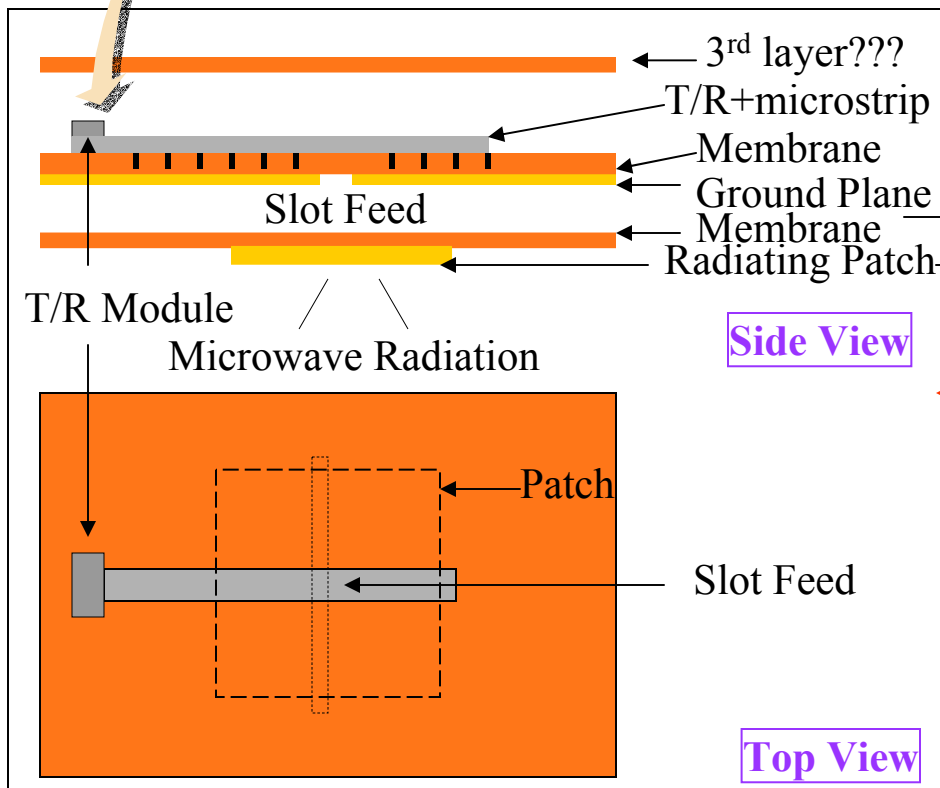 3rd layer???
T/R+microstrip
Membrane
Ground Plane
Slot Feed
Membrane
Radiating Patch
T/R Module
Side View
Microwave Radiation
Patch
Slot Feed
Top View